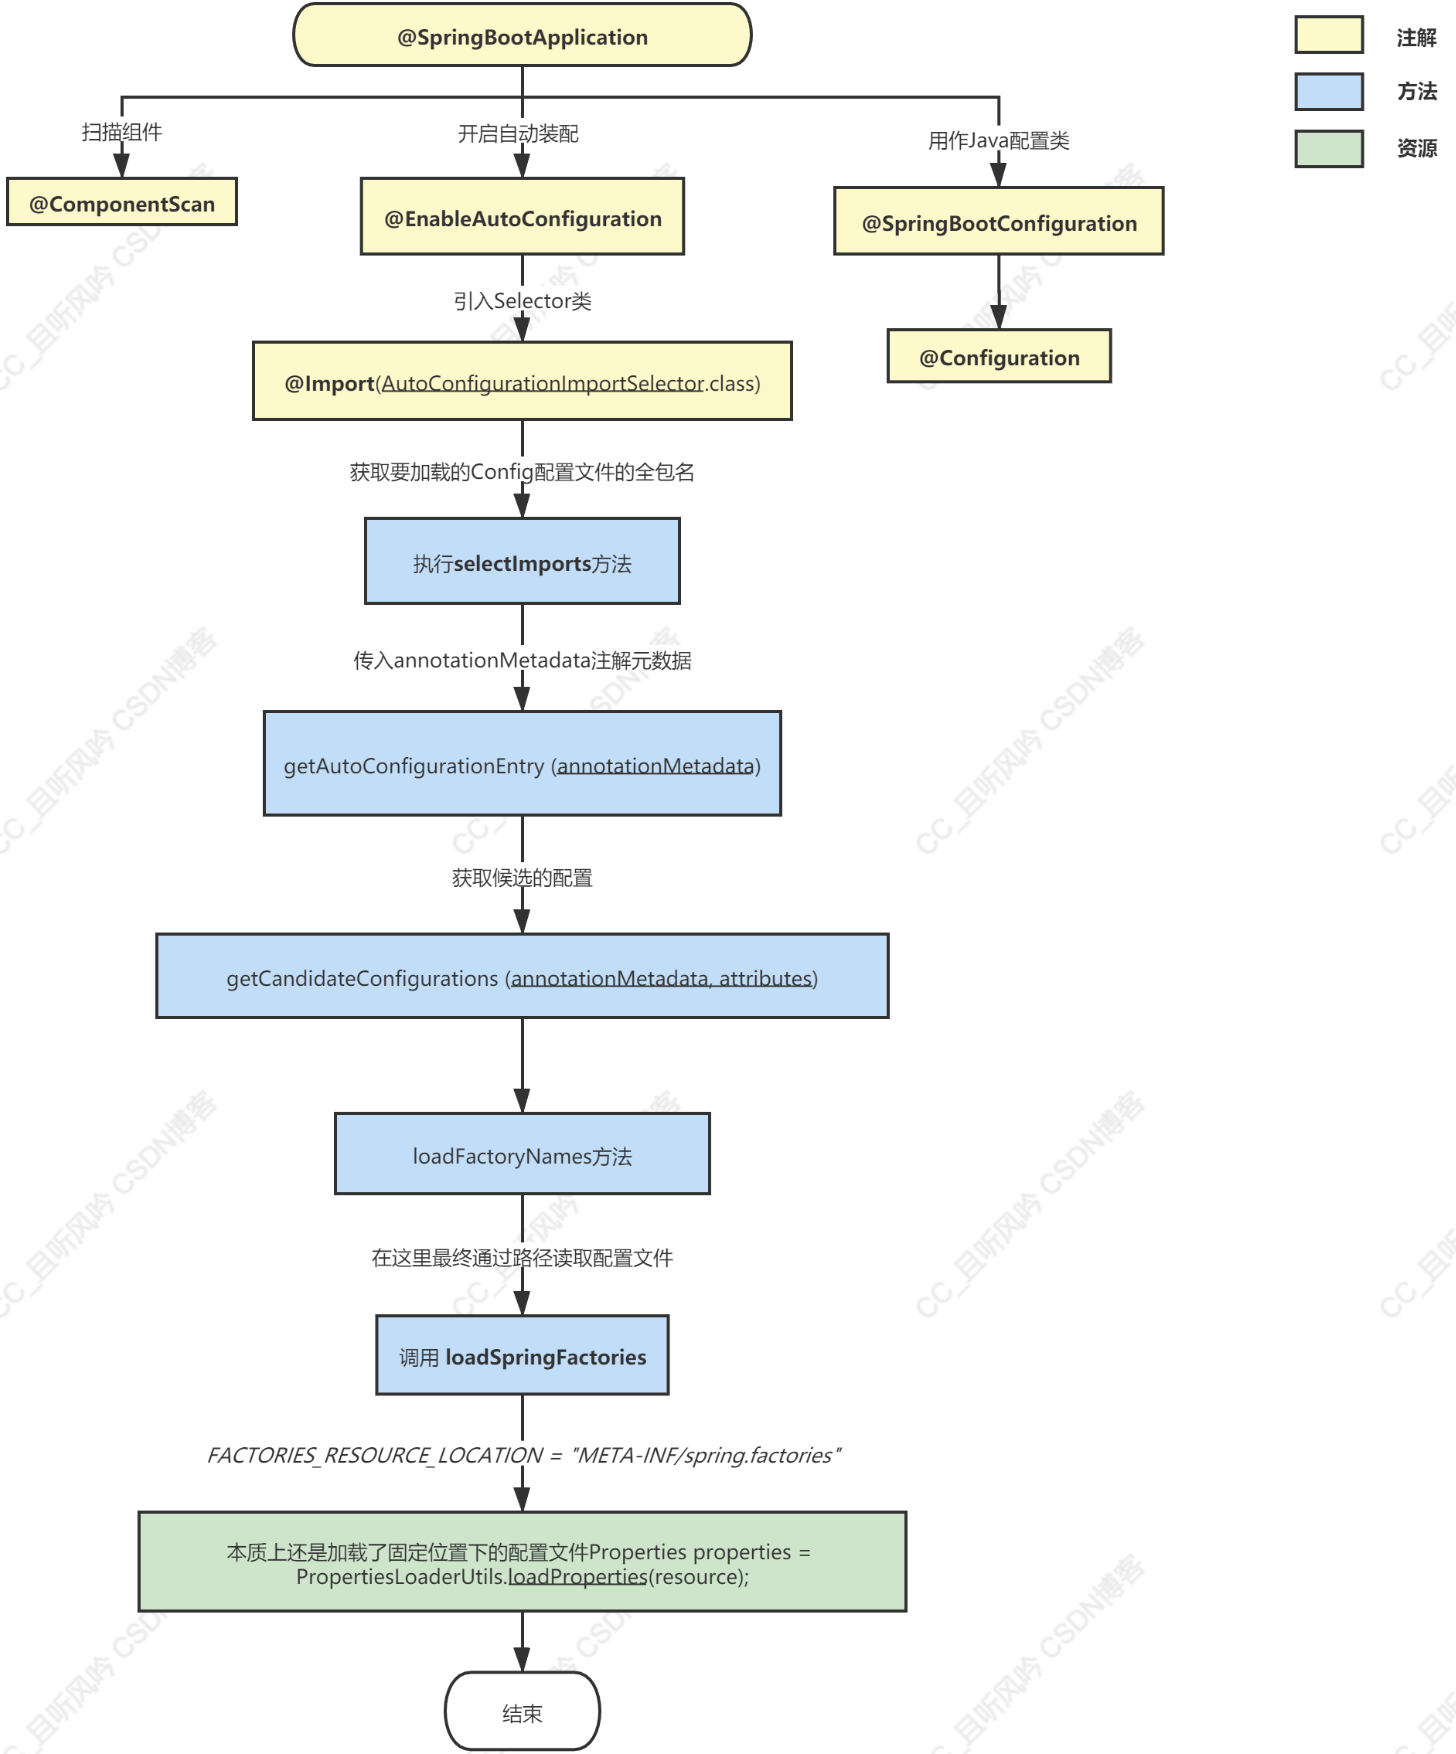 @SpringBootApplication
注解
方法
资源
扫描组件
开启自动装配
用作Java配置类
@ComponentScan
@EnableAutoConfiguration
@SpringBootConfiguration
引入Selector类
@Configuration
@Import(AutoConfigurationImportSelector.class)
获取要加载的Config配置文件的全包名
执行selectImports方法
传入annotationMetadata注解元数据
getAutoConfigurationEntry (annotationMetadata)
获取候选的配置
getCandidateConfigurations (annotationMetadata, attributes)
loadFactoryNames方法
在这里最终通过路径读取配置文件
调用 loadSpringFactories
FACTORIES_RESOURCE_LOCATION = "META-INF/spring.factories"
本质上还是加载了固定位置下的配置文件Properties properties =
PropertiesLoaderUtils.loadProperties(resource);
结束
CC_且听风吟 CSDN博客